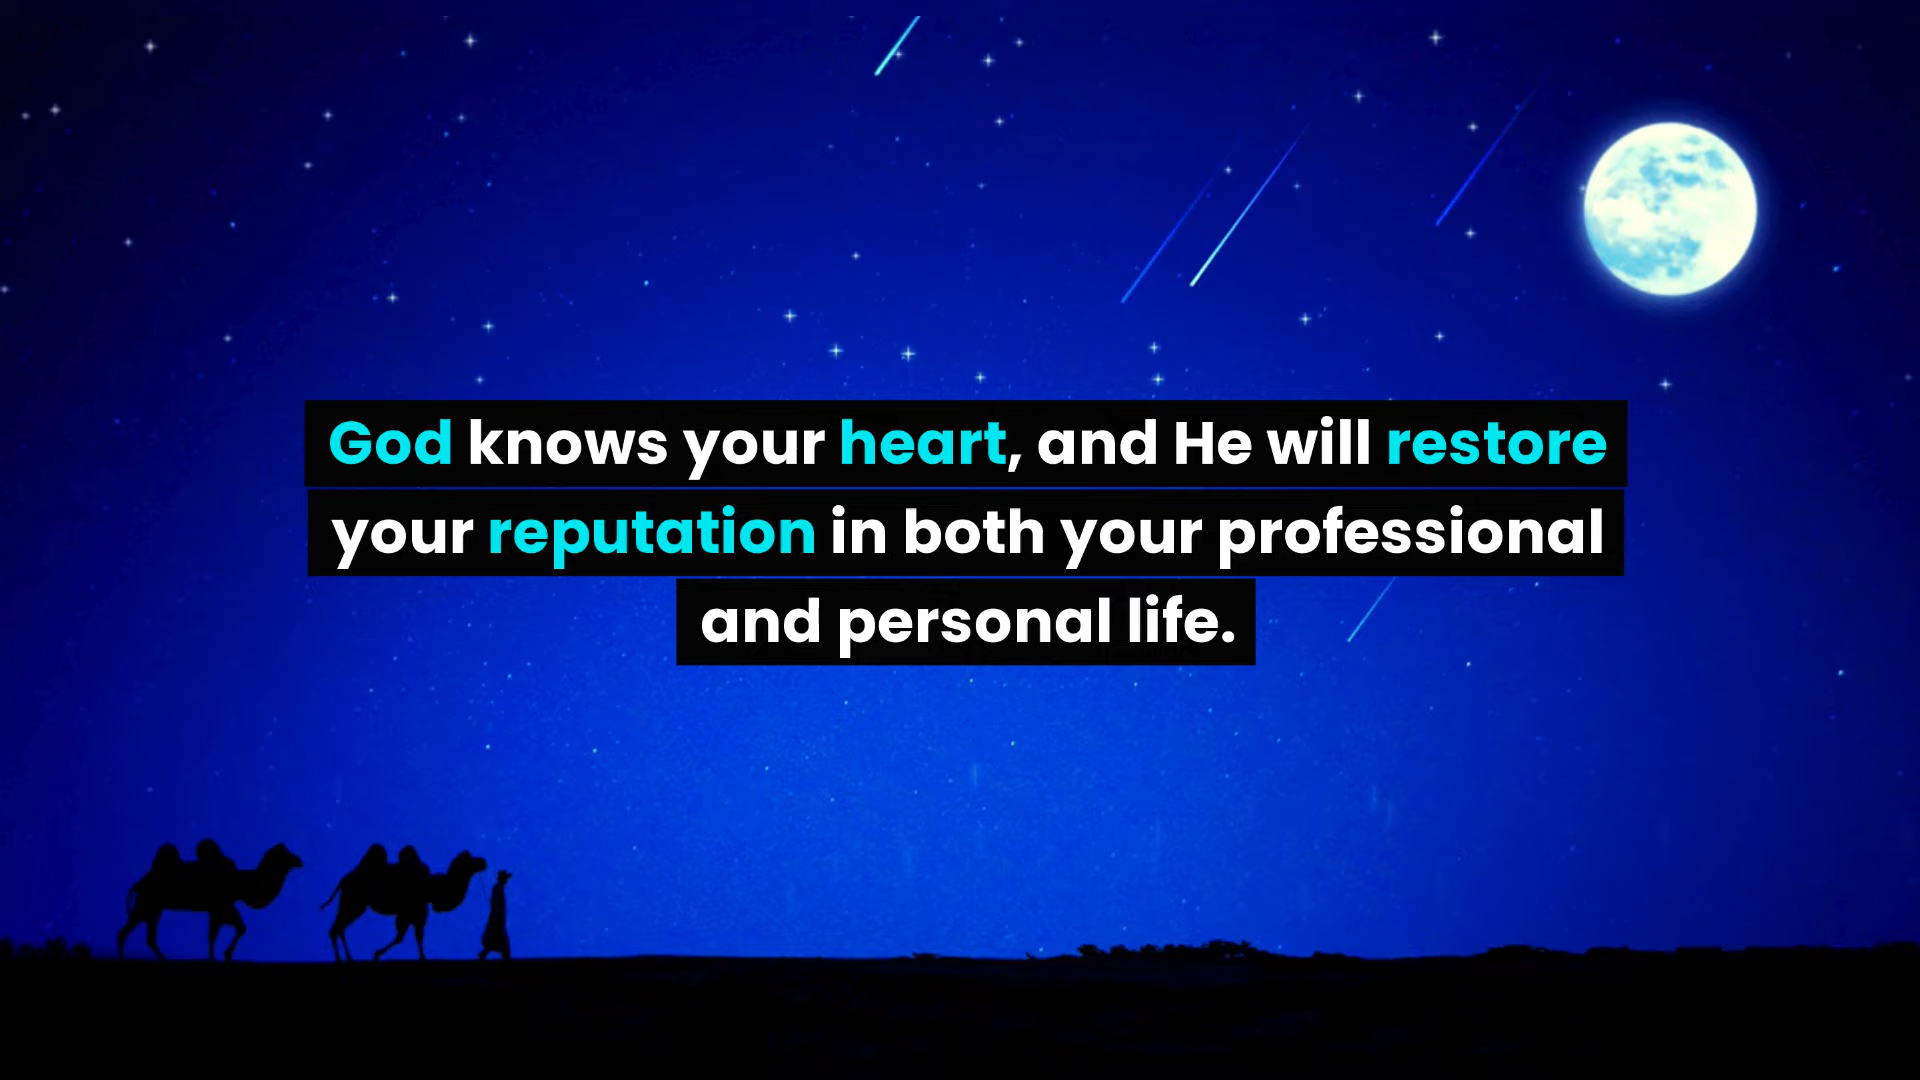 God knows your heart, and He will restore
your reputation in both your professional
and personal life.